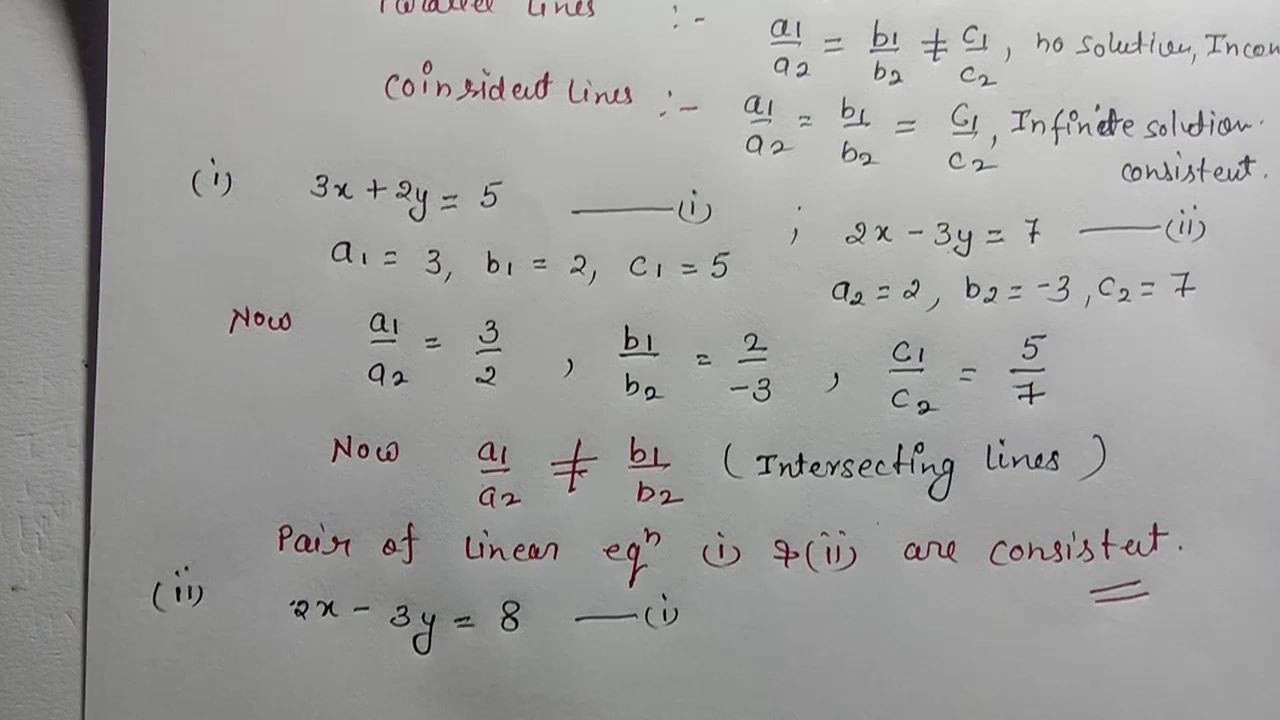 Parallel lines :- a1/a2 = b1/b2 ≠ c1/c2, no solution, Incon
Coinsident lines :- a1/a2 = b1/b2 = c1/c2, Infinite solution.
consistent.
(i) 3x + 2y = 5 —(i) ; 2x - 3y = 7 —(ii)
a1 = 3, b1 = 2, c1 = 5
a2 = 2, b2 = -3, c2 = 7
Now a1/a2 = 3/2, b1/b2 = 2/-3, c1/c2 = 5/7
Now a1/a2 ≠ b1/b2 (Intersecting lines)
Pair of linear eqn (i) & (ii) are consistent.
(ii) 2x - 3y = 8 —(i)